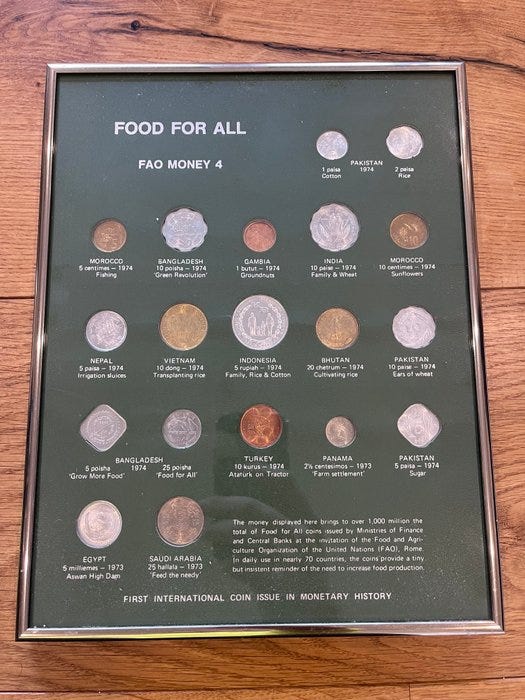 FOOD FOR ALL
FAO MONEY 4
1 paisa
Cotton
PAKISTAN
1974
2 paisa
Rice
MOROCCO
5 centimes — 1974
Fishing
BANGLADESH
10 poisha — 1974
'Green Revolution'
GAMBIA
1 butut — 1974
Groundnuts
INDIA
10 paise — 1974
Family & Wheat
MOROCCO
10 centimes — 1974
Sunflowers
NEPAL
5 paisa — 1974
Irrigation sluices
VIETNAM
10 dong — 1974
Transplanting rice
INDONESIA
5 rupiah — 1974
Family, Rice & Cotton
BHUTAN
20 chetrum — 1974
Cultivating rice
PAKISTAN
10 paise — 1974
Ears of wheat
BANGLADESH
1974
5 poisha
'Grow More Food'
25 poisha
'Food for All'
TURKEY
10 kurus — 1974
Ataturk on Tractor
PANAMA
2½ centesimos — 1973
'Farm settlement'
PAKISTAN
5 paisa — 1974
Sugar
EGYPT
5 milliemes — 1973
Aswan High Dam
SAUDI ARABIA
25 hallala — 1973
'Feed the needy'
The money displayed here brings to over 1,000 million the
total of Food for All coins issued by Ministries of Finance
and Central Banks at the invitation of the Food and Agri-
culture Organization of the United Nations (FAO), Rome.
In daily use in nearly 70 countries, the coins provide a tiny
but insistent reminder of the need to increase food production.
FIRST INTERNATIONAL COIN ISSUE IN MONETARY HISTORY